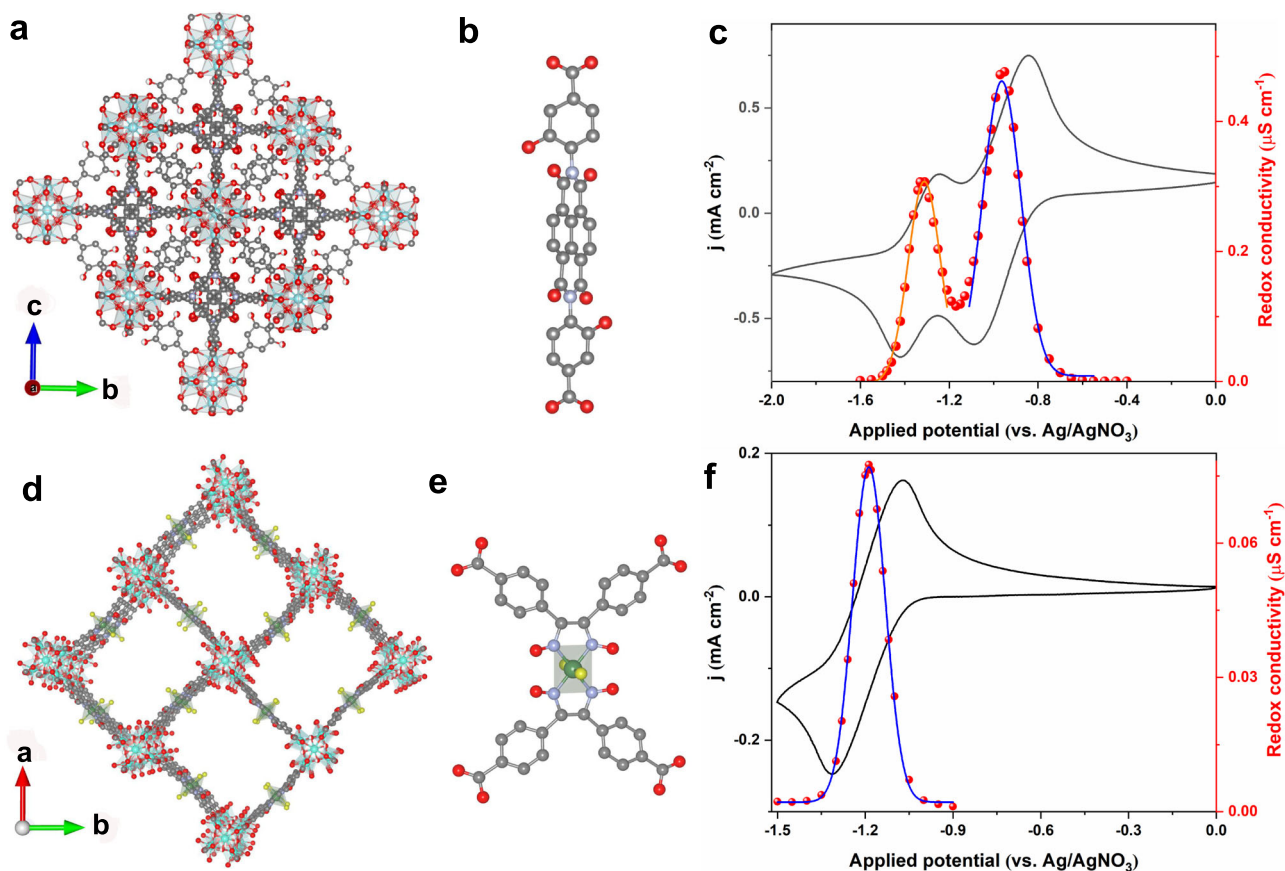 a
b
c
c
b
j (mA cm-2)
0.5
0.0
-0.5
-2.0
-1.6
-1.2
-0.8
-0.4
0.0
0.4
0.2
0.0
Redox conductivity (μS cm-1)
Applied potential (vs. Ag/AgNO3)
d
e
f
a
b
j (mA cm-2)
0.2
0.0
-0.2
-1.5
-1.2
-0.9
-0.6
-0.3
0.0
0.06
0.03
0.00
Redox conductivity (μS cm-1)
Applied potential (vs. Ag/AgNO3)